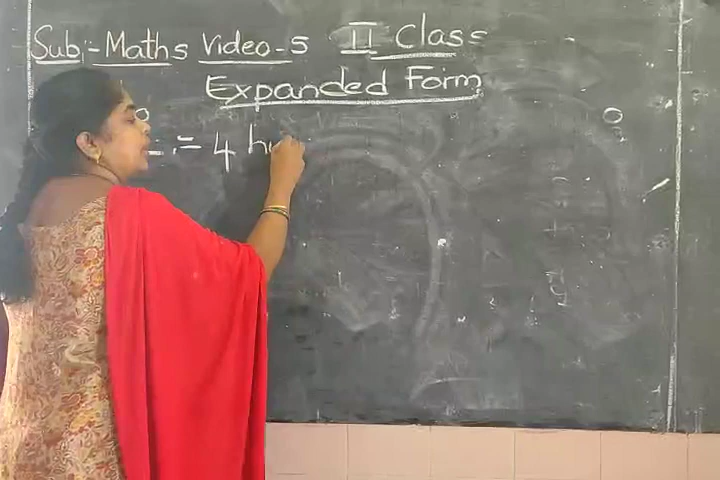 Sub:- Maths Video-5 II Class
Expanded Form
= 4 h